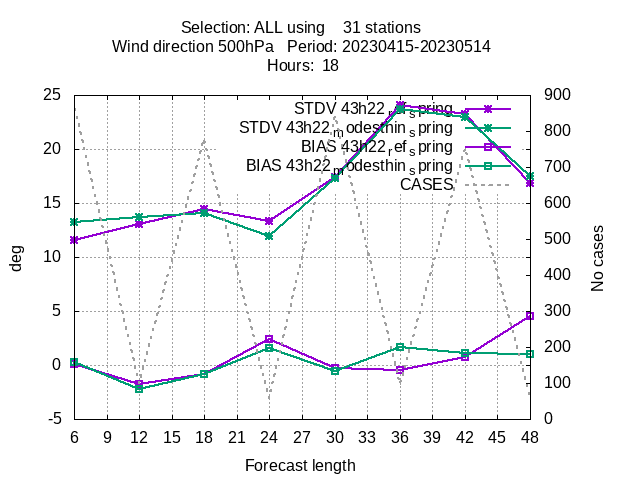 Selection: ALL using    31 stations
Wind direction 500hPa   Period: 20230415-20230514
Hours:  18
25 900
STDV 43h22_ref_spring
800
STDV 43h22_modesthin_spring
20 BIAS 43h22_ref_spring
700
BIAS 43h22_modesthin_spring
CASES
15 600
500
10
deg
No cases
400
5 300
200
0
100
-5 0
6 9 12 15 18 21 24 27 30 33 36 39 42 45 48
Forecast length